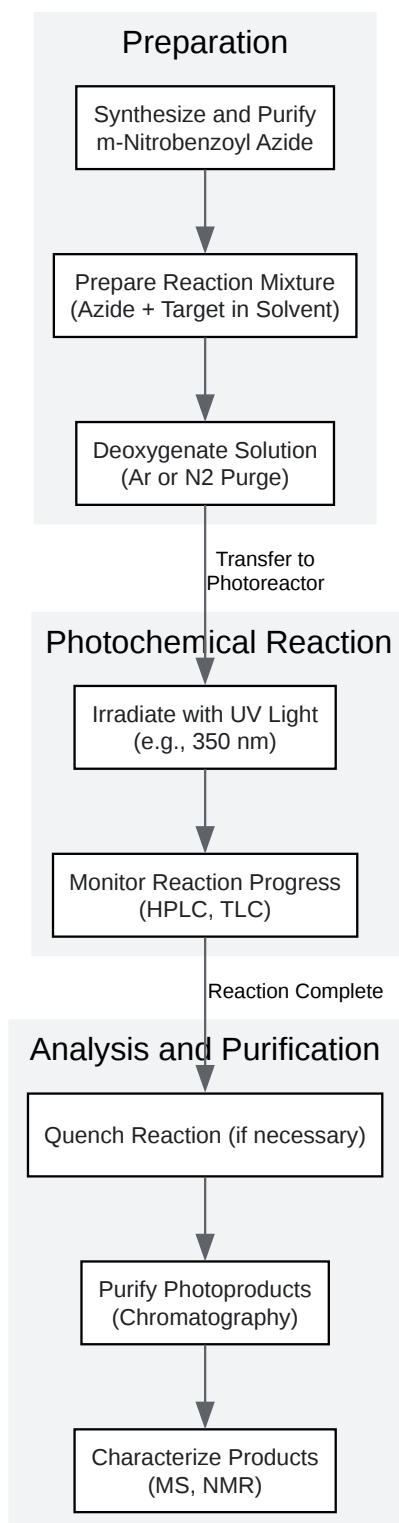 Preparation
Synthesize and Purify
m-Nitrobenzoyl Azide
Prepare Reaction Mixture
(Azide + Target in Solvent)
Deoxygenate Solution
(Ar or N2 Purge)
Transfer to
Photoreactor
Photochemical Reaction
Irradiate with UV Light
(e.g., 350 nm)
Monitor Reaction Progress
(HPLC, TLC)
Reaction Complete
Analysis and Purification
Quench Reaction (if necessary)
Purify Photoproducts
(Chromatography)
Characterize Products
(MS, NMR)